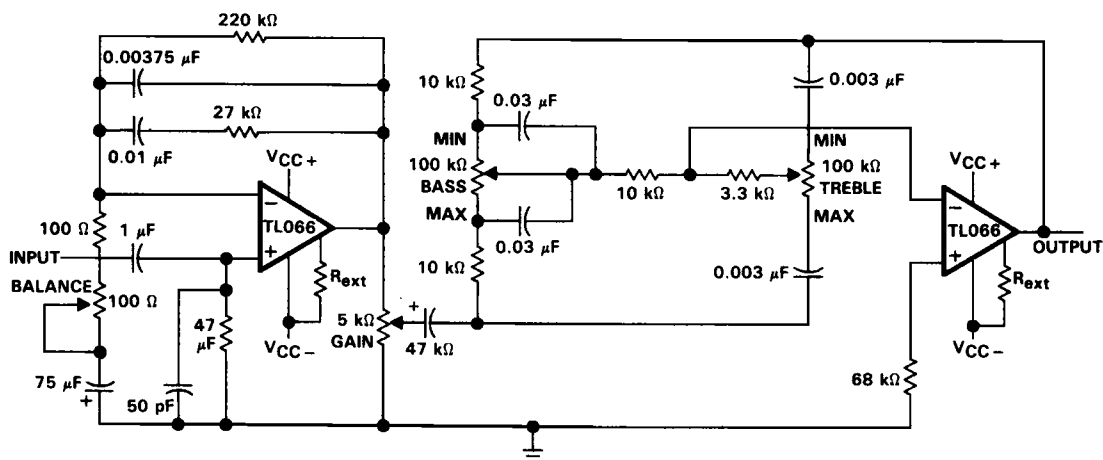 220 kΩ
0.00375 µF
27 kΩ
0.01 µF
VCC+
TL066
100 Ω
1 µF
INPUT
BALANCE
100 Ω
75 µF
50 pF
47
µF
VCC−
Rext
5 kΩ
GAIN
47 kΩ
10 kΩ
0.03 µF
MIN
100 kΩ
BASS
MAX
0.03 µF
10 kΩ
10 kΩ
3.3 kΩ
0.003 µF
MIN
100 kΩ
TREBLE
MAX
0.003 µF
VCC+
TL066
OUTPUT
Rext
VCC−
68 kΩ
−
+
+
+
−
+